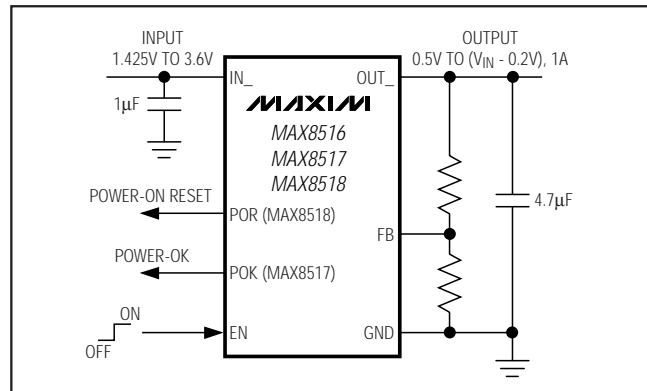 INPUT
1.425V TO 3.6V
OUTPUT
0.5V TO (VIN - 0.2V), 1A
IN_
OUT_
1µF
MAXIM
MAX8516
MAX8517
MAX8518
POWER-ON RESET
POR (MAX8518)
4.7µF
FB
POWER-OK
POK (MAX8517)
ON
OFF
EN
GND